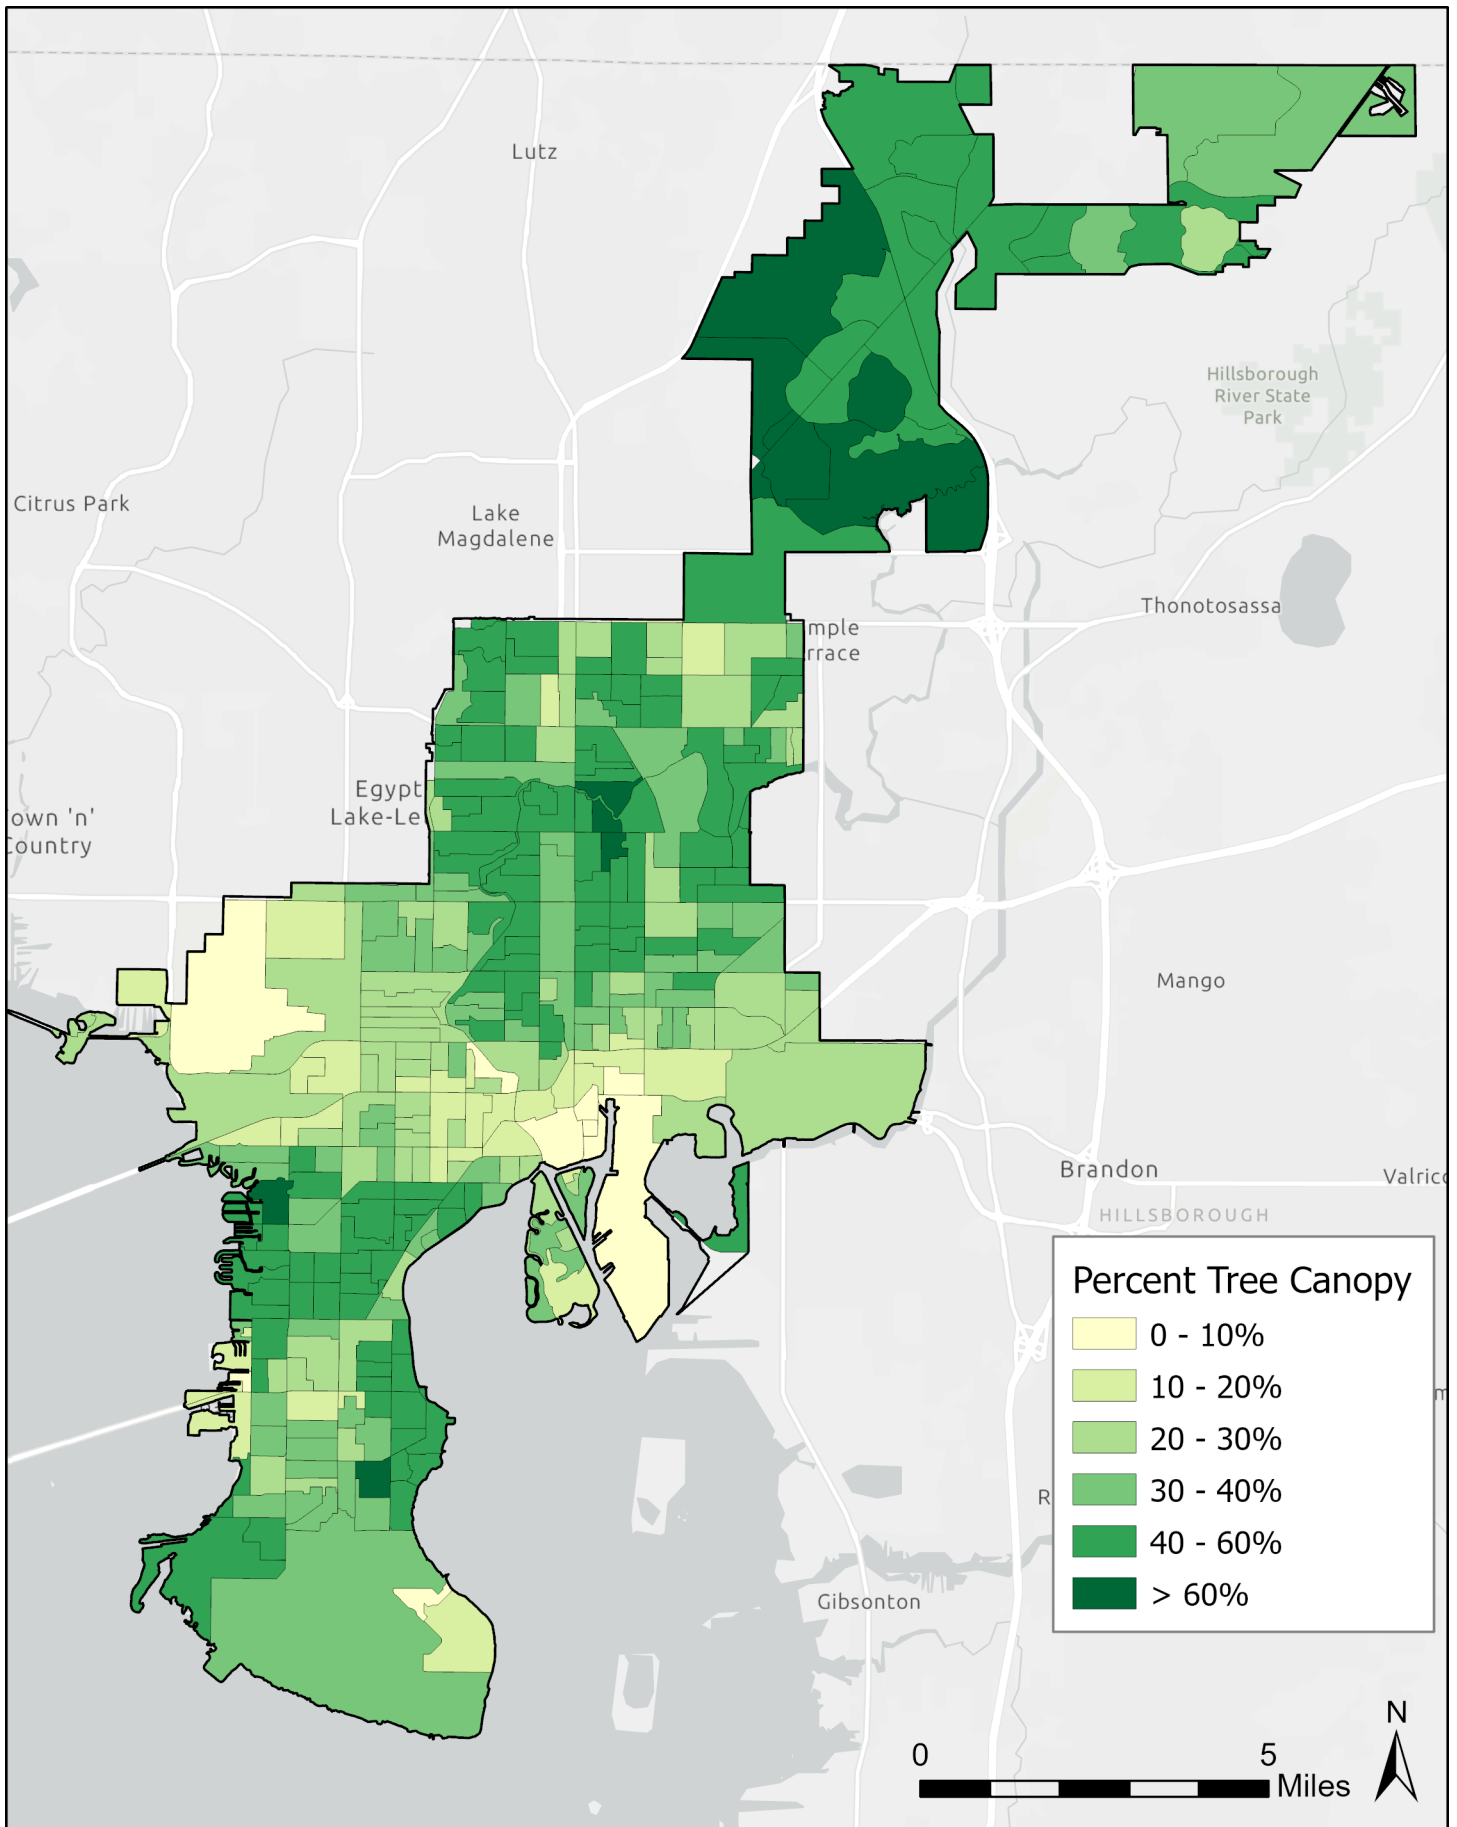 Lutz
Hillsborough
River State
Park
Citrus Park
Lake
Magdalene
Thonotosassa
mple
rrace
Egypt
Lake-Le
own 'n'
Country
Mango
Brandon
Valrico
HILLSBOROUGH
Percent Tree Canopy
0 - 10%
10 - 20%
20 - 30%
30 - 40%
40 - 60%
> 60%
m
R
Gibsonton
N
0 5
Miles